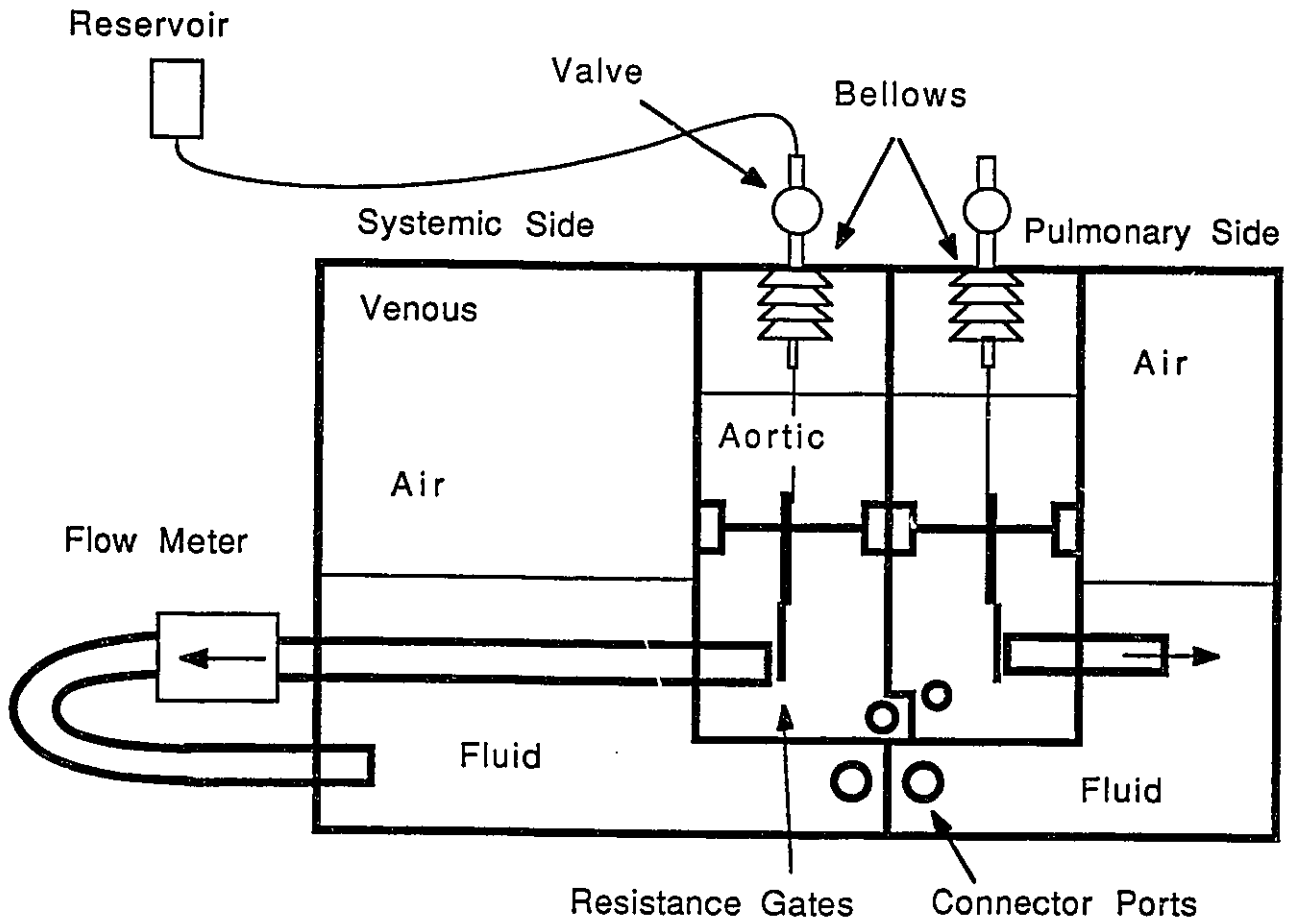 Reservoir
Valve
Bellows
Systemic Side
Pulmonary Side
Venous
Air
Aortic
Air
Flow Meter
Fluid
Fluid
Resistance Gates
Connector Ports